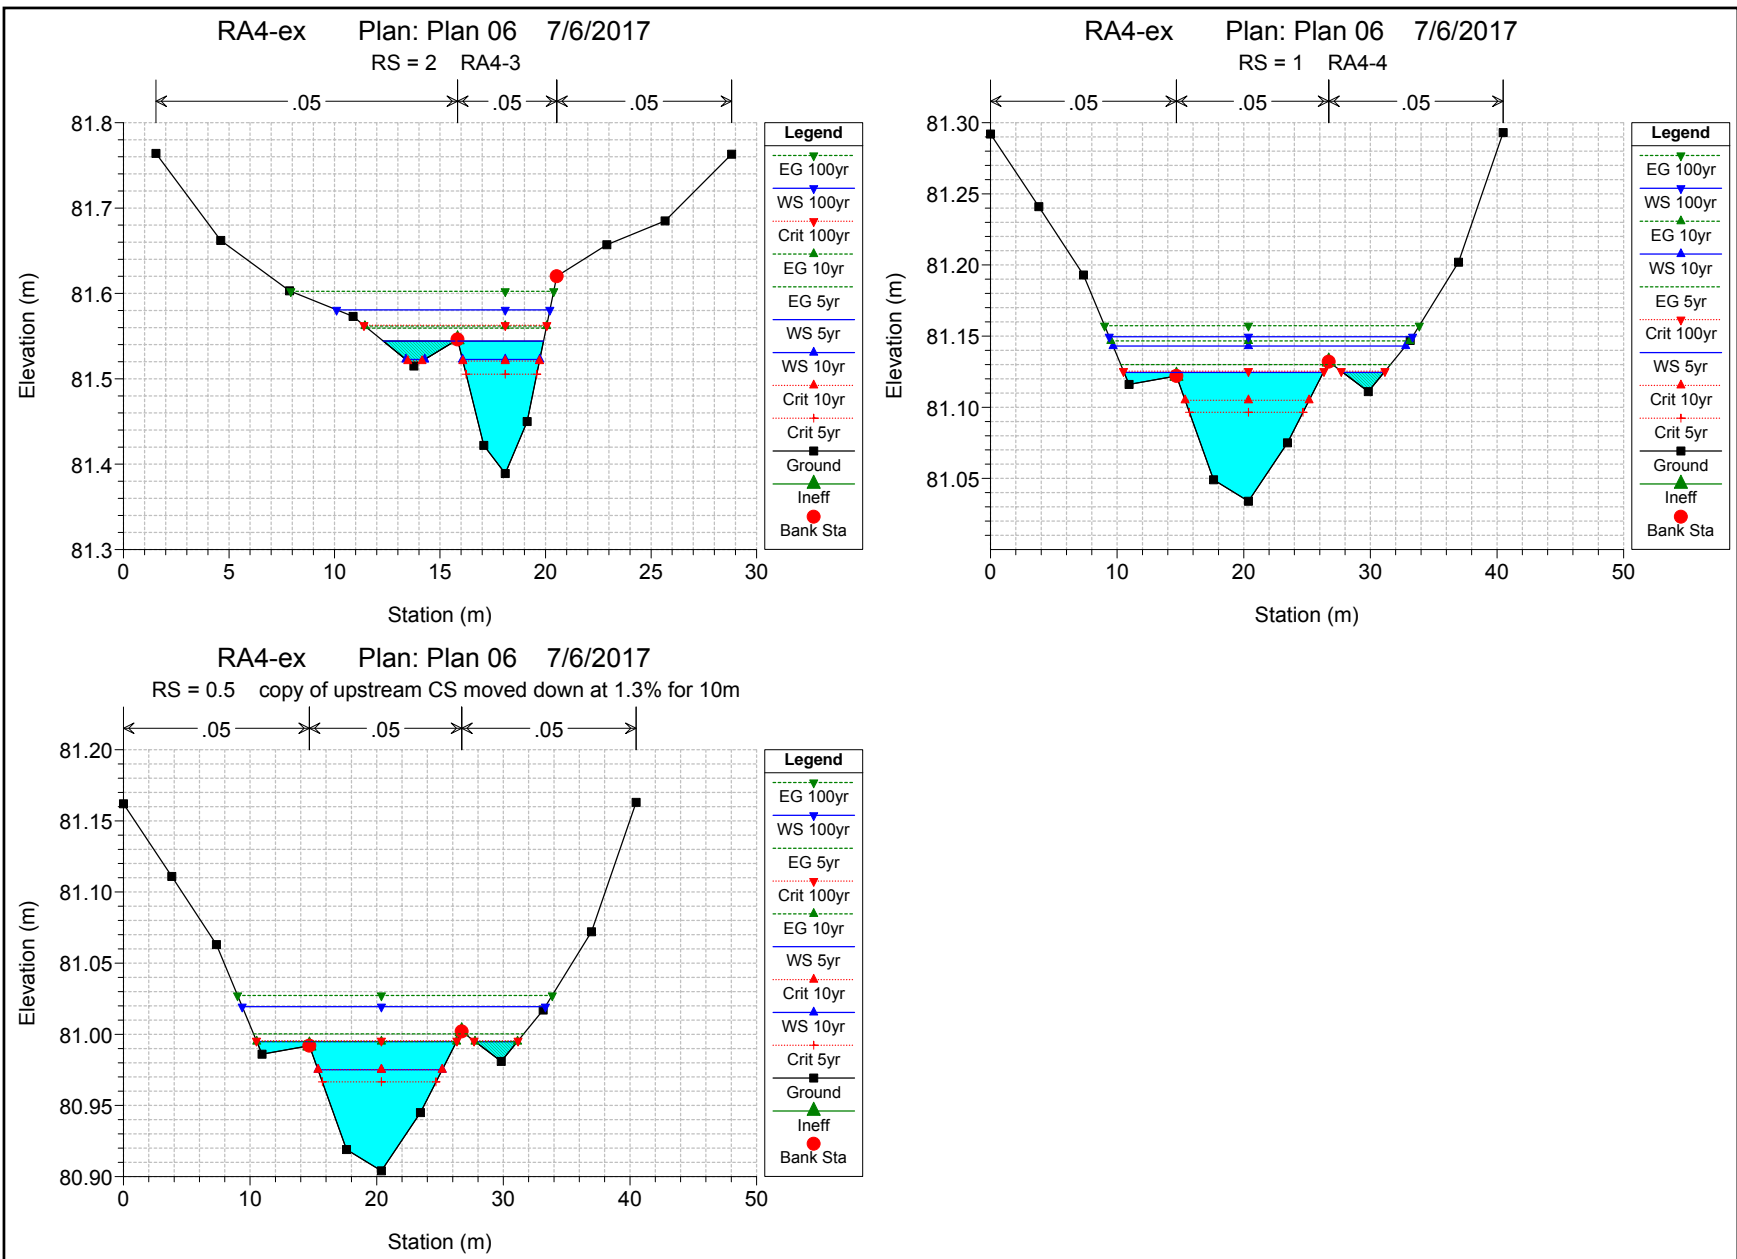 RA4-ex Plan: Plan 06 7/6/2017
RS = 2 RA4-3
.05 .05 .05
81.8
81.7
81.6
81.5
81.4
81.3
0 5 10 15 20 25 30
Station (m)
Elevation (m)
Legend
EG 100yr
WS 100yr
Crit 100yr
EG 10yr
EG 5yr
WS 5yr
WS 10yr
Crit 10yr
Crit 5yr
Ground
Ineff
Bank Sta
RA4-ex Plan: Plan 06 7/6/2017
RS = 1 RA4-4
.05 .05 .05
81.30
81.25
81.20
81.15
81.10
81.05
0 10 20 30 40 50
Station (m)
Elevation (m)
Legend
EG 100yr
WS 100yr
EG 10yr
WS 10yr
EG 5yr
Crit 100yr
WS 5yr
Crit 10yr
Crit 5yr
Ground
Ineff
Bank Sta
RA4-ex Plan: Plan 06 7/6/2017
RS = 0.5 copy of upstream CS moved down at 1.3% for 10m
.05 .05 .05
81.20
81.15
81.10
81.05
81.00
80.95
80.90
0 10 20 30 40 50
Station (m)
Elevation (m)
Legend
EG 100yr
WS 100yr
EG 5yr
Crit 100yr
EG 10yr
WS 5yr
Crit 10yr
WS 10yr
Crit 5yr
Ground
Ineff
Bank Sta